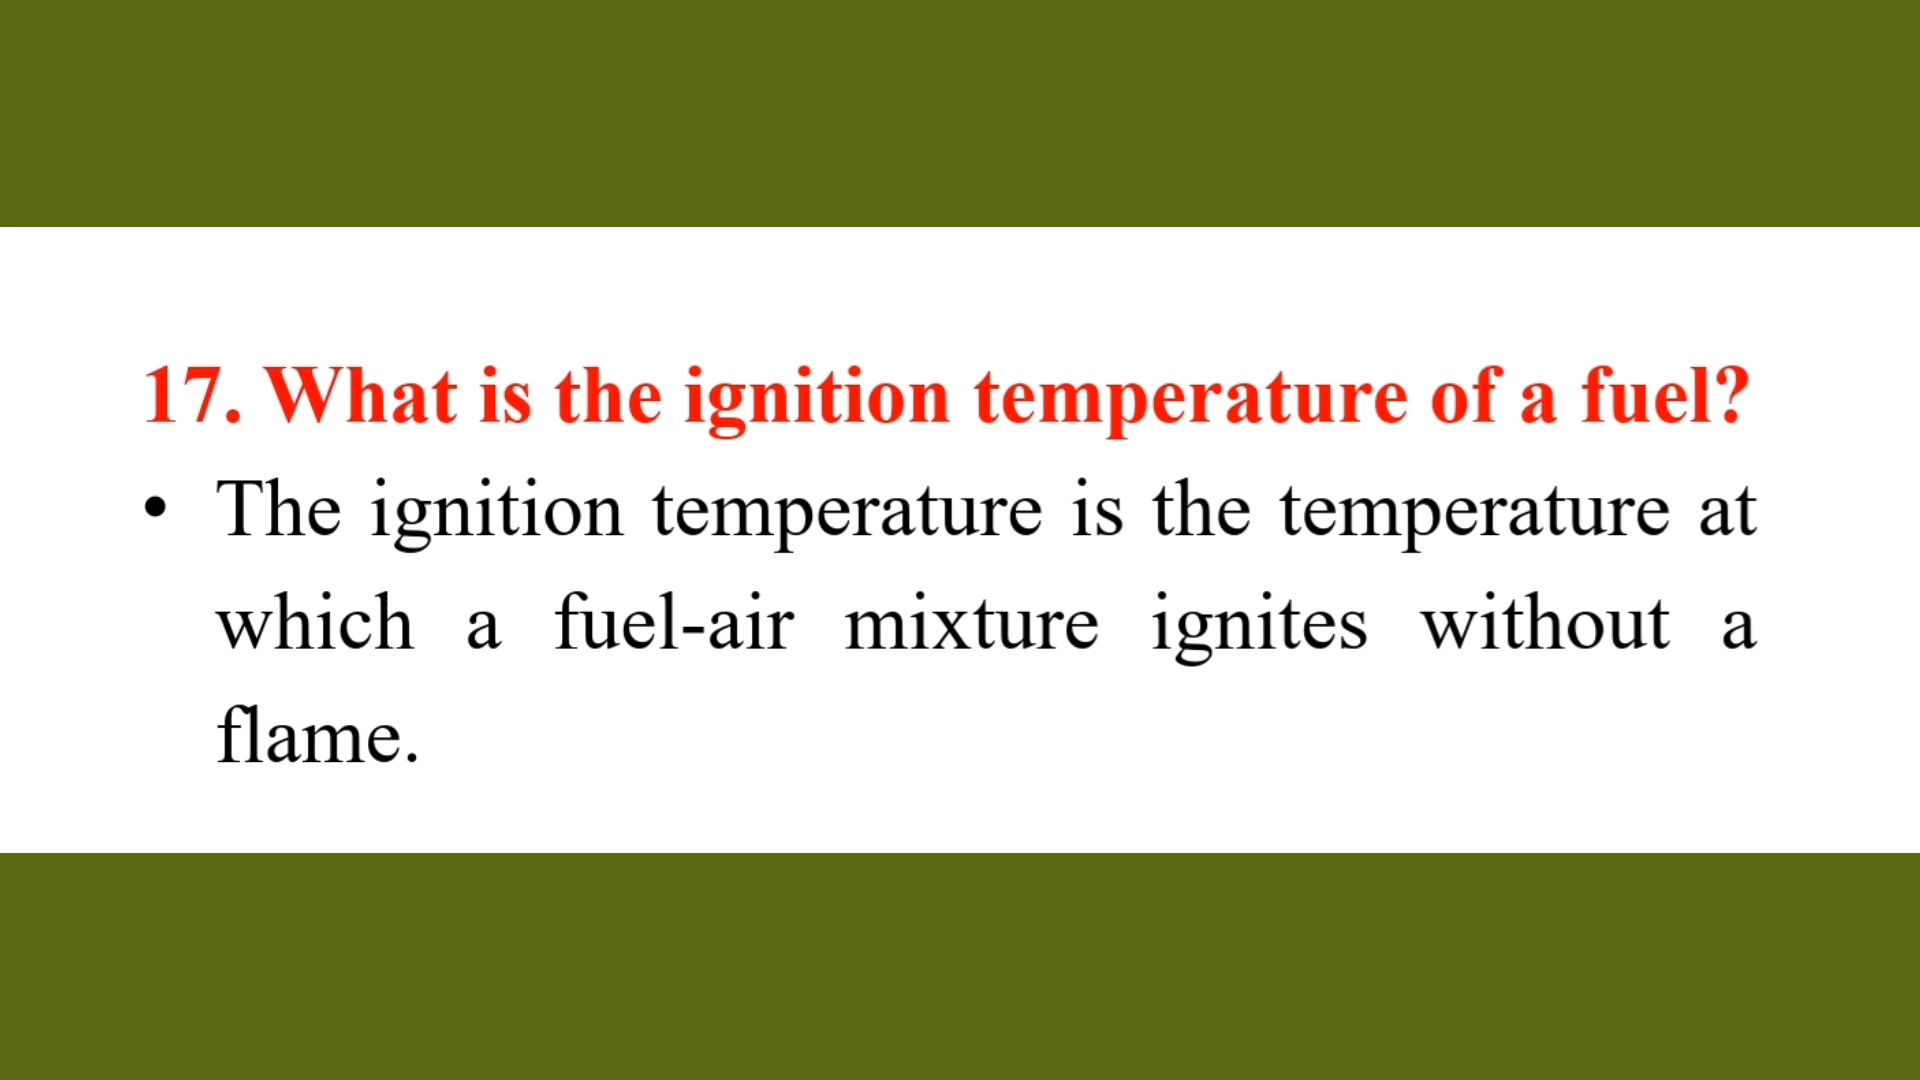 17. What is the ignition temperature of a fuel?
• The ignition temperature is the temperature at
which a fuel-air mixture ignites without a
flame.